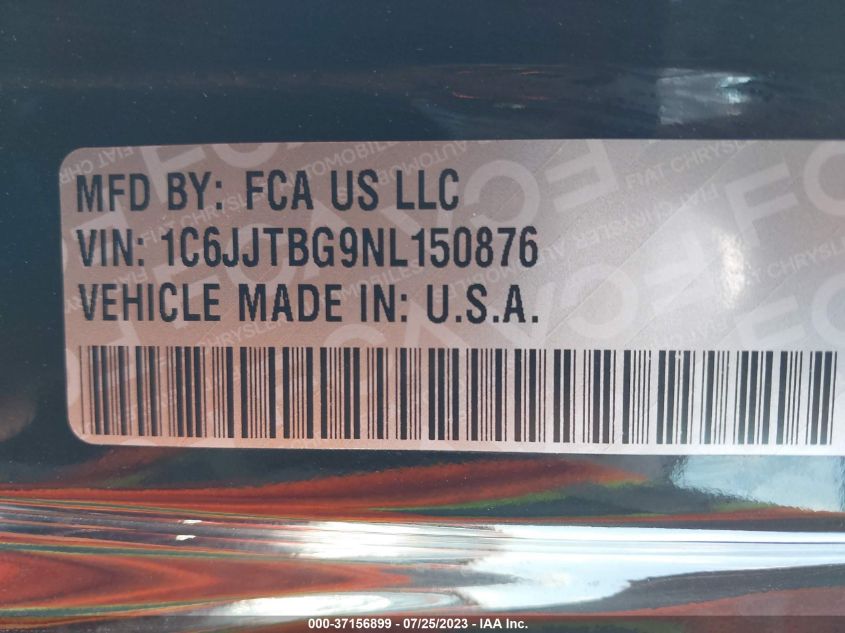 MFD BY: FCA US LLC
VIN: 1C6JJTBG9NL150876
VEHICLE MADE IN: U.S.A.
000-37156899 - 07/25/2023 - IAA Inc.